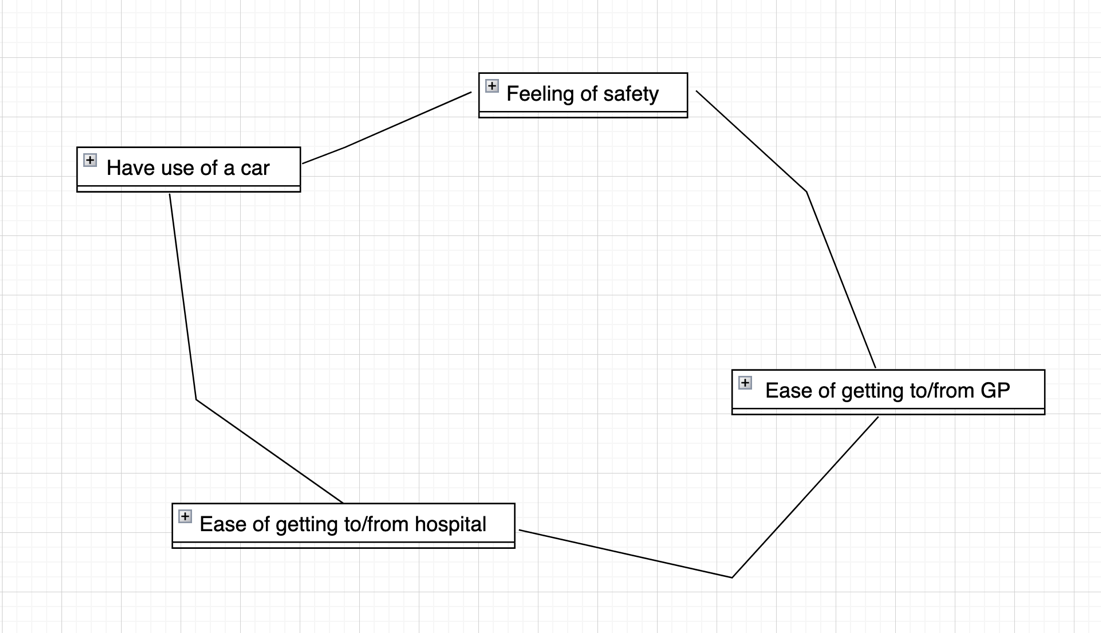 Feeling of safety
Have use of a car
Ease of getting to/from GP
Ease of getting to/from hospital